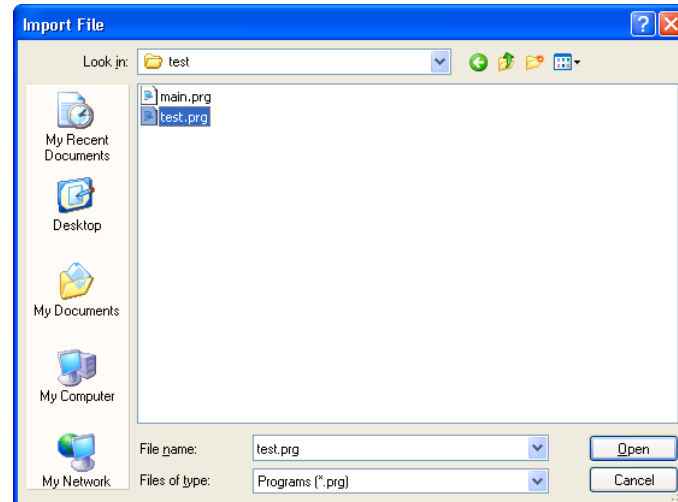 Import File
Look in:
test
main.prg
test.prg
My Recent
Documents
Desktop
My Documents
My Computer
My Network
File name:
test.prg
Open
Files of type:
Programs (*.prg)
Cancel